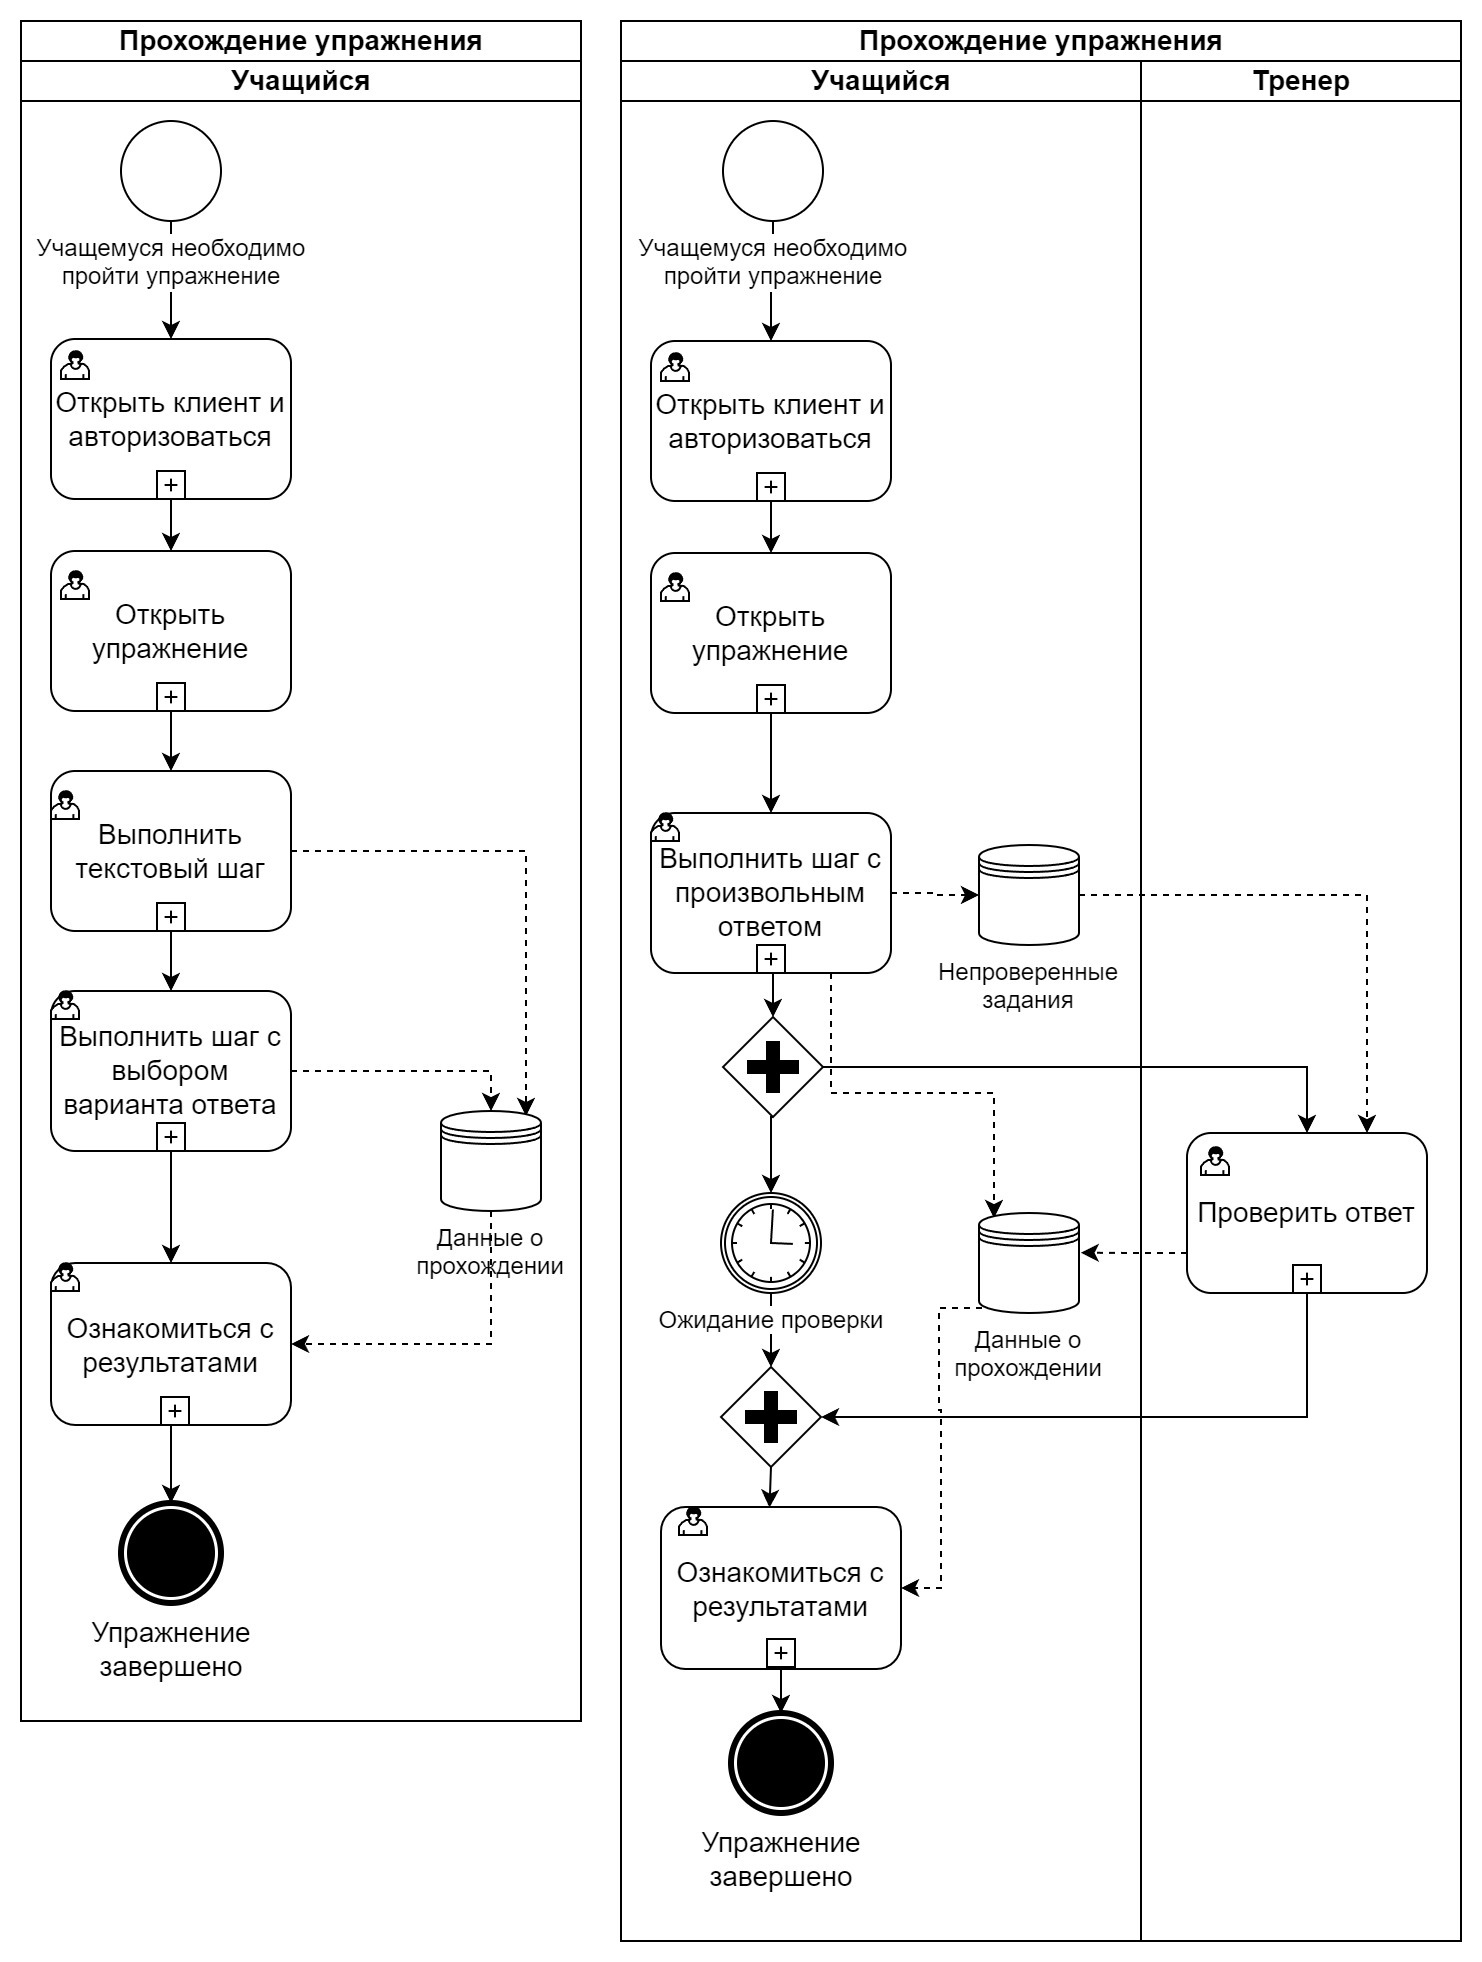 Прохождение упражнения
Учащийся
Учащемуся необходимо
пройти упражнение
Открыть клиент и
авторизоваться
Открыть
упражнение
Выполнить
текстовый шаг
Выполнить шаг с
выбором
варианта ответа
Данные о
прохождении
Ознакомиться с
результатами
Упражнение
завершено
Прохождение упражнения
Учащийся
Тренер
Учащемуся необходимо
пройти упражнение
Открыть клиент и
авторизоваться
Открыть
упражнение
Выполнить шаг с
произвольным
ответом
Непроверенные
задания
Проверить ответ
Ожидание проверки
Данные о
прохождении
Ознакомиться с
результатами
Упражнение
завершено